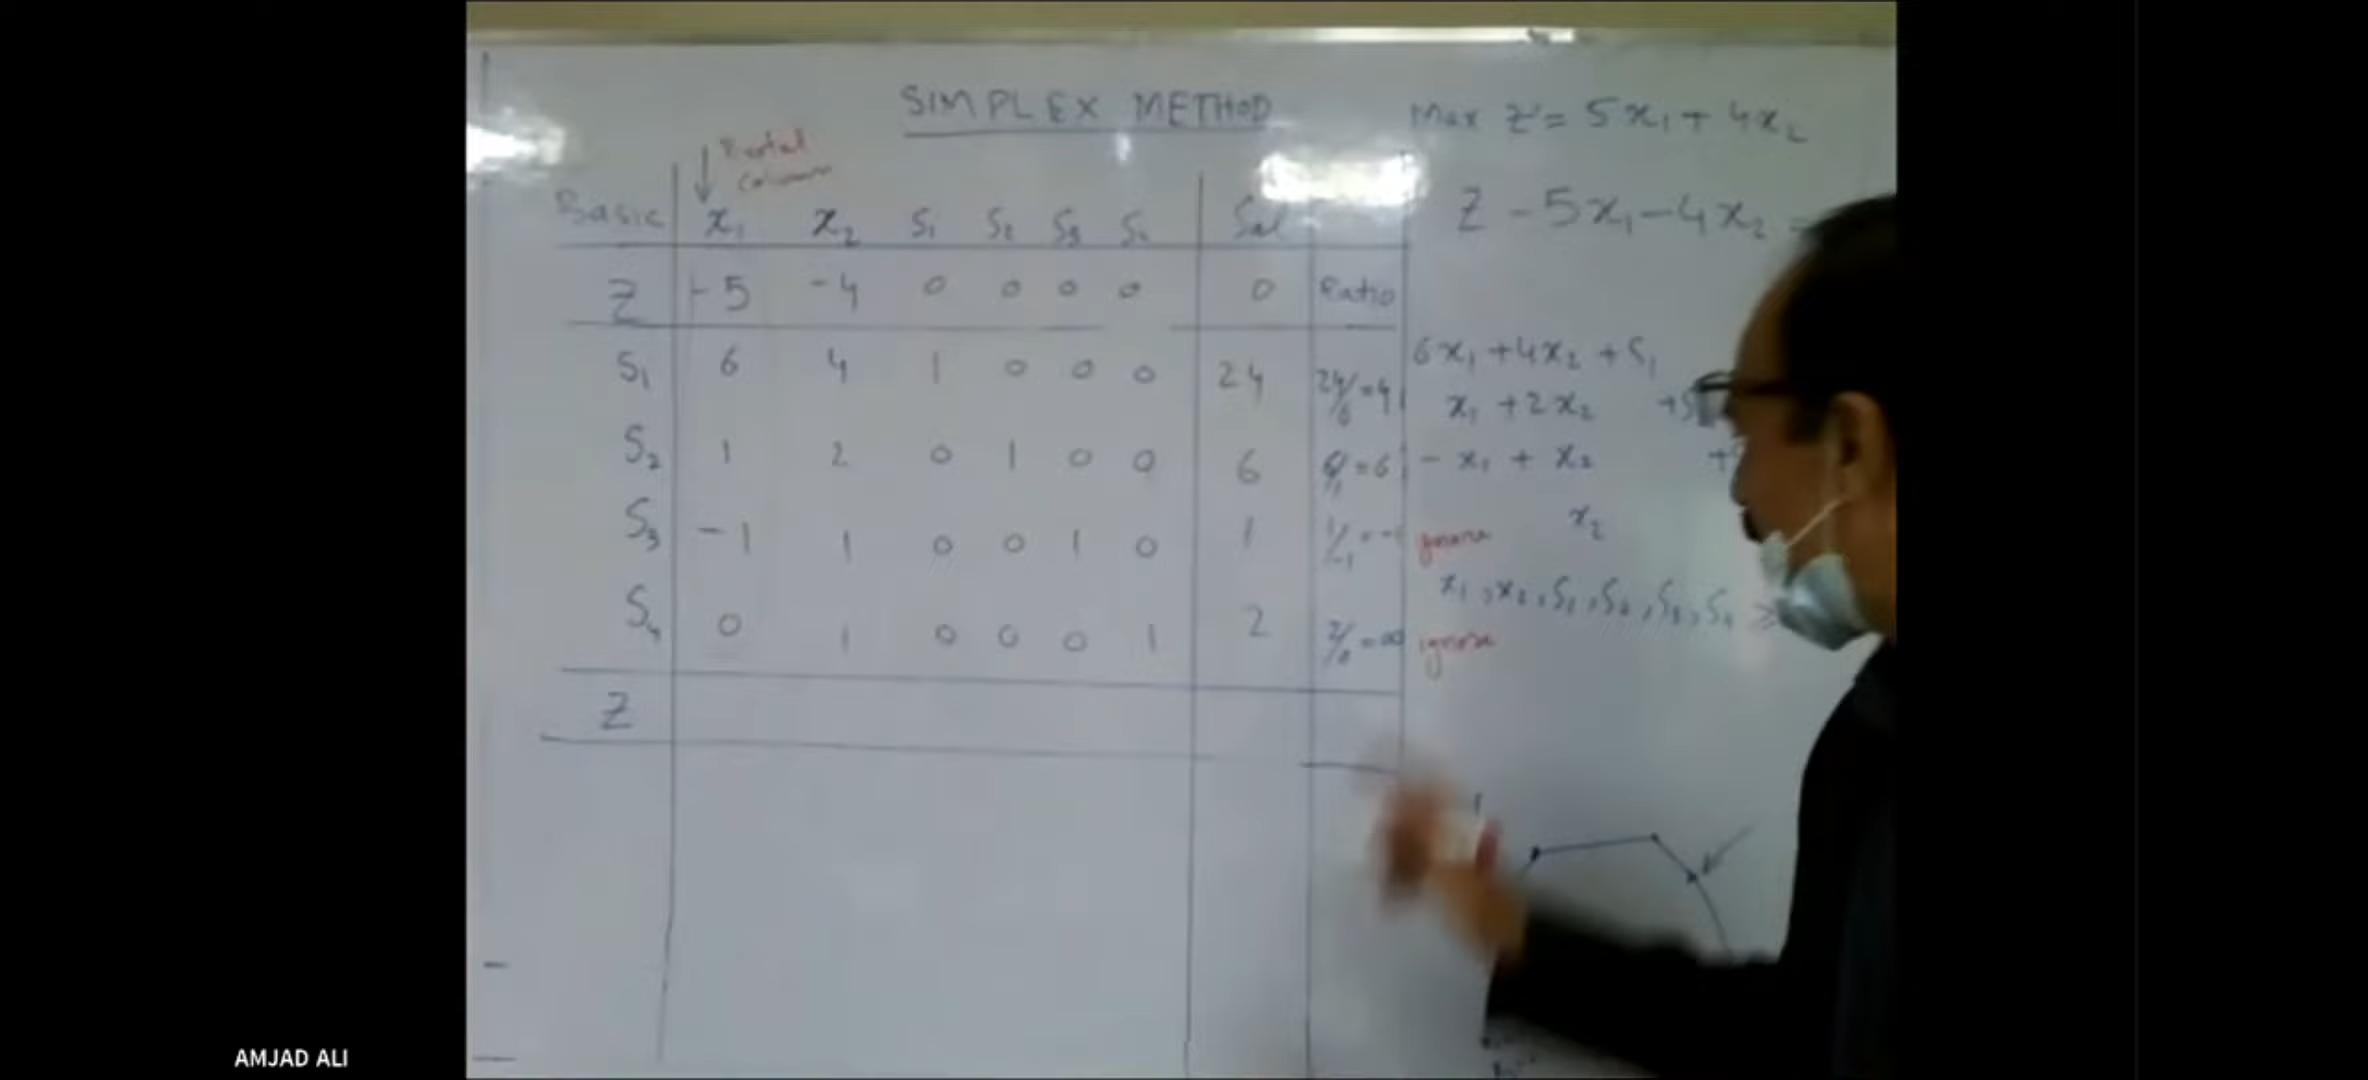 SIMPLEX METHOD
Max Z = 5x₁ + 4x₂
Pivotal
Column
Z - 5x₁ - 4x₂ =
Basic x₁ x₂ S₁ S₂ S₃ S₄ Sol
Z -5 -4 0 0 0 0 0 Ratio
S₁ 6 4 1 0 0 0 24 24/6 = 4
6x₁ + 4x₂ + S₁
S₂ 1 2 0 1 0 0 6 6/1 = 6
x₁ + 2x₂ + S
S₃ -1 1 0 0 1 0 1 1/-1 = - ignore
- x₁ + x₂ +
x₂
S₄ 0 1 0 0 0 1 2 2/0 = ∞ ignore
x₁, x₂, S₁, S₂, S₃, S₄ ≥
Z
AMJAD ALI